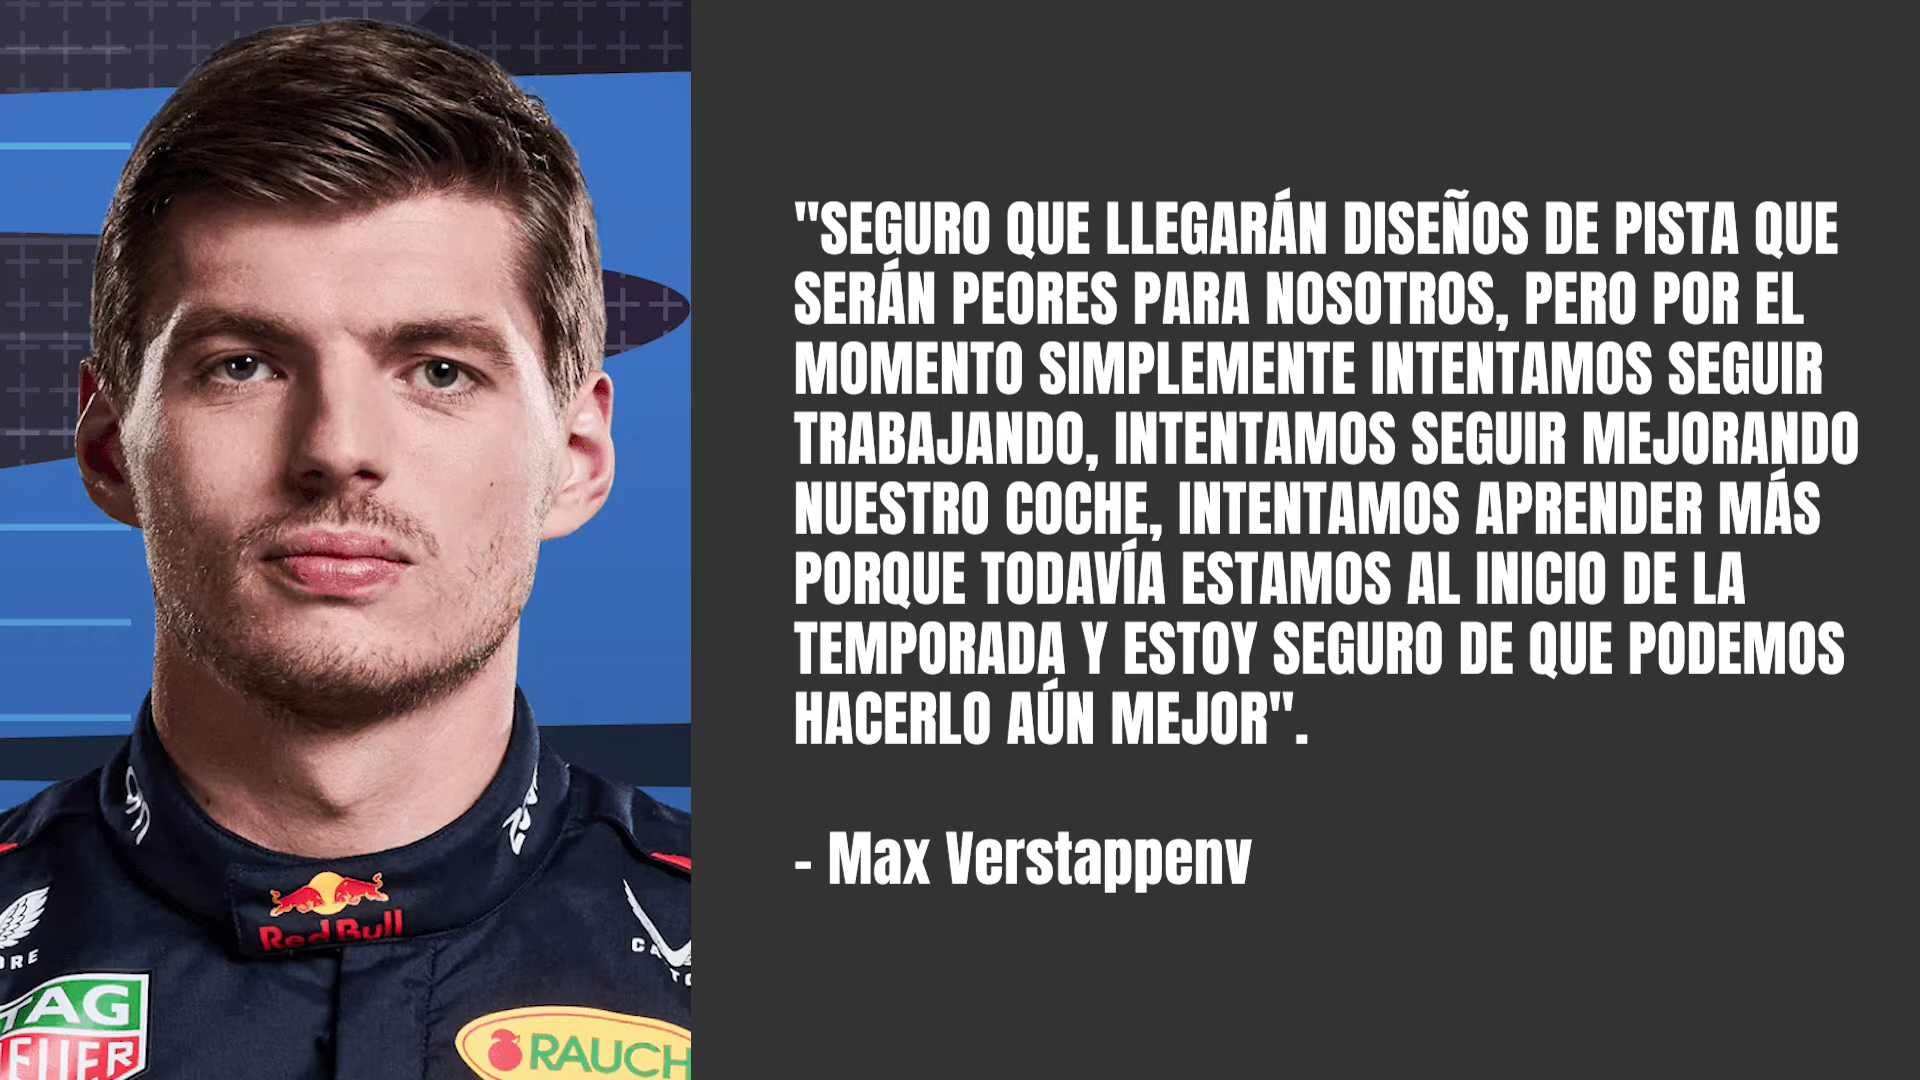 "SEGURO QUE LLEGARÁN DISEÑOS DE PISTA QUE
SERÁN PEORES PARA NOSOTROS, PERO POR EL
MOMENTO SIMPLEMENTE INTENTAMOS SEGUIR
TRABAJANDO, INTENTAMOS SEGUIR MEJORANDO
NUESTRO COCHE, INTENTAMOS APRENDER MÁS
PORQUE TODAVÍA ESTAMOS AL INICIO DE LA
TEMPORADA Y ESTOY SEGURO DE QUE PODEMOS
HACERLO AÚN MEJOR".
- Max Verstappenv
Red Bull
TAG
HEUER
RAUCH